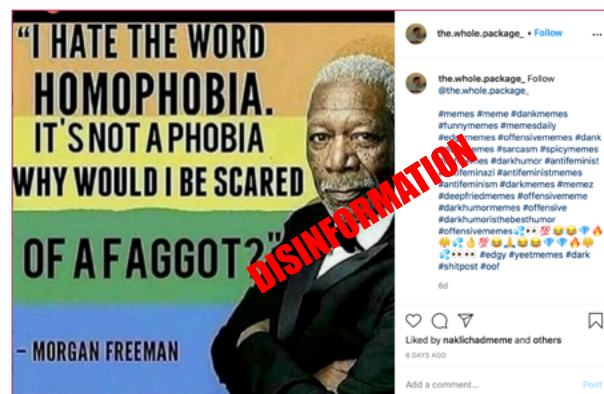 "I HATE THE WORD
HOMOPHOBIA.
IT'S NOT A PHOBIA
WHY WOULD I BE SCARED
OF A FAGGOT?"
– MORGAN FREEMAN
DISINFORMATION
the.whole.package_ • Follow
the.whole.package_ Follow
@the.whole.package_
#memes #meme #dankmemes
#funnymemes #memesdaily
#offensivememes #dank
#sarcasm #spicymemes
#darkhumor #antifeminist
#antifeministmemes
#antifeminism #darkmemes #memez
#deepfriedmemes #offensivememe
#darkhumormemes #offensive
#darkhumoristhebesthumor
#offensivememes💦👀💯😂😂💎🔥
💦👌💯😂🙏😂😂💎💎🔥
💦👀👀 #edgy #yeetmemes #dark
#shitpost #oof
6d
Liked by naklichadmeme and others
6 DAYS AGO
Add a comment...
Post